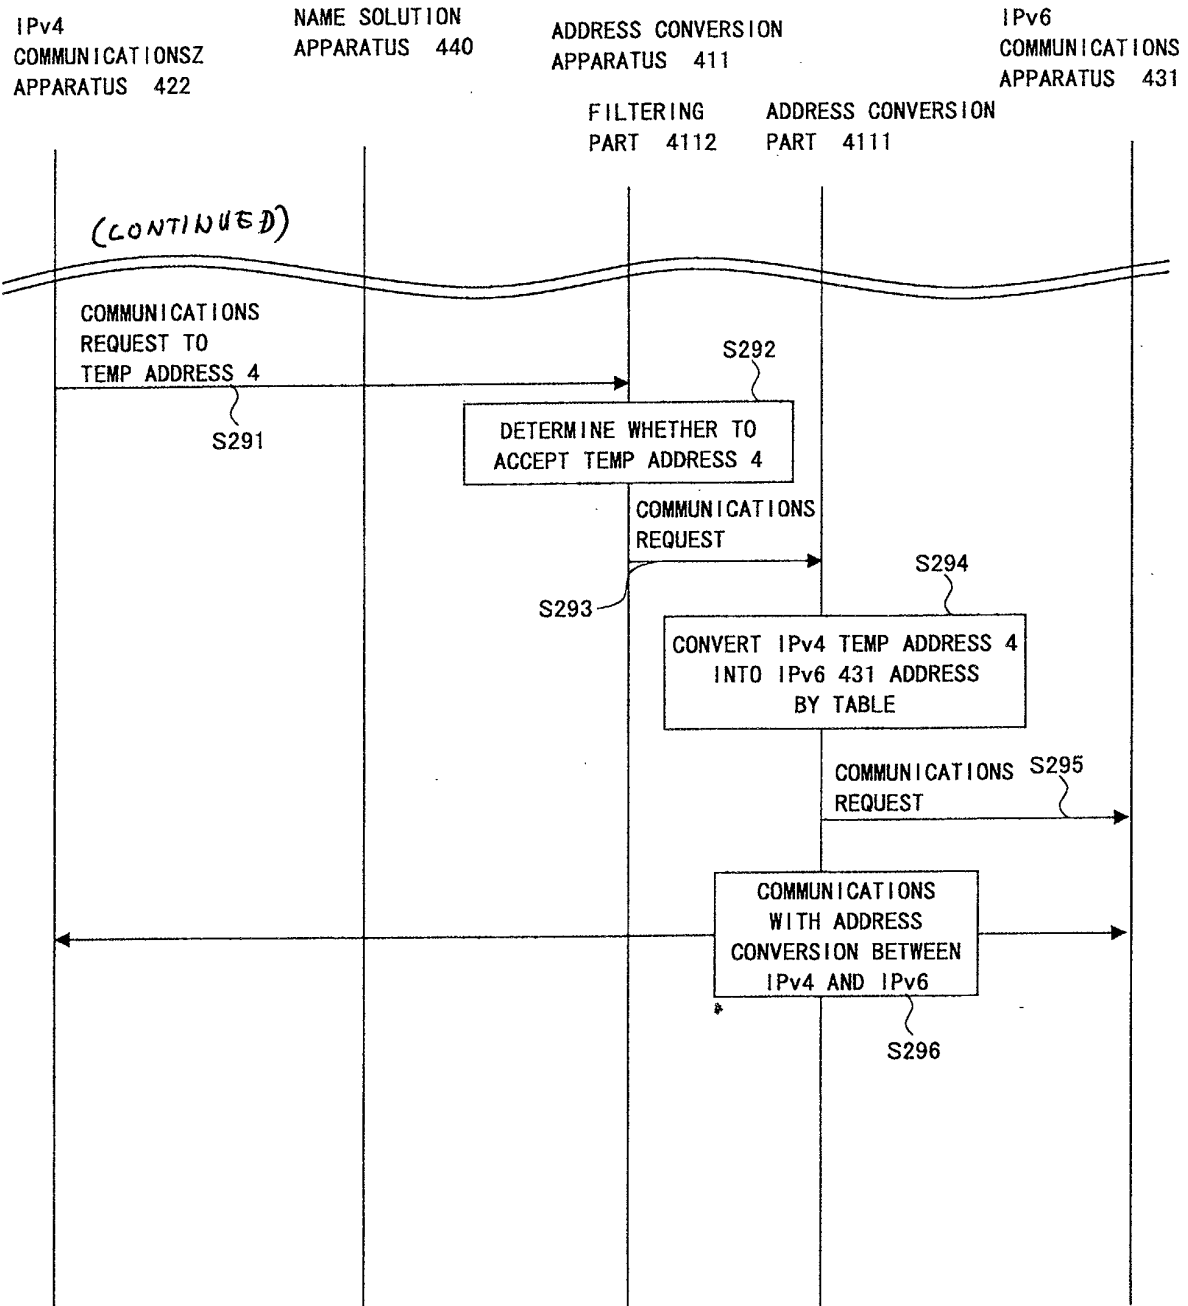 IPv4
COMMUNICATIONSZ
APPARATUS 422
NAME SOLUTION
APPARATUS 440
ADDRESS CONVERSION
APPARATUS 411
IPv6
COMMUNICATIONS
APPARATUS 431
FILTERING
PART 4112
ADDRESS CONVERSION
PART 4111
(CONTINUED)
COMMUNICATIONS
REQUEST TO
TEMP ADDRESS 4
S291
S292
DETERMINE WHETHER TO
ACCEPT TEMP ADDRESS 4
COMMUNICATIONS
REQUEST
S293
S294
CONVERT IPv4 TEMP ADDRESS 4
INTO IPv6 431 ADDRESS
BY TABLE
COMMUNICATIONS
REQUEST
S295
COMMUNICATIONS
WITH ADDRESS
CONVERSION BETWEEN
IPv4 AND IPv6
S296